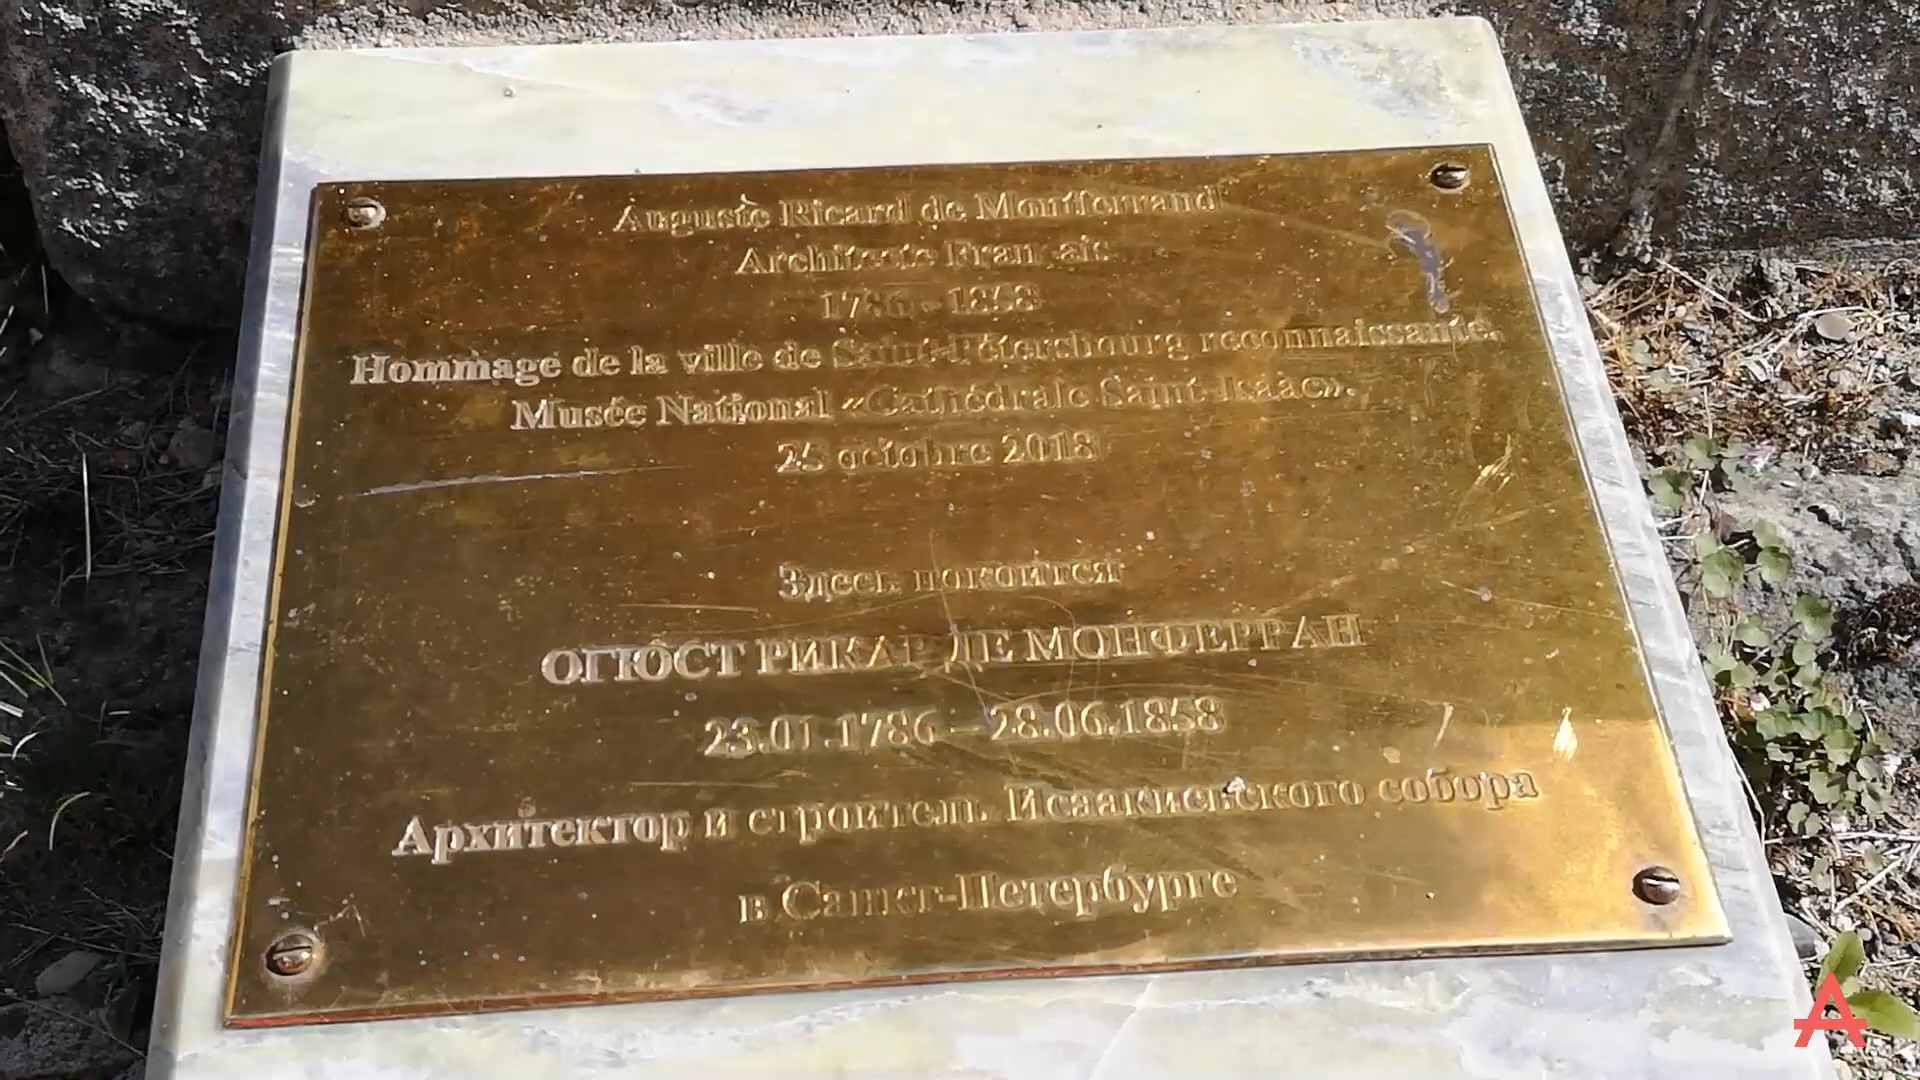 Auguste Ricard de Montferrand
Architecte Français
1786 - 1858
Hommage de la ville de Saint-Pétersbourg reconnaissante.
Musée National «Cathédrale Saint-Isaac».
25 octobre 2018
Здесь покоится
ОГЮСТ РИКАР ДЕ МОНФЕРРАН
23.01.1786 – 28.06.1858
Архитектор и строитель Исаакиевского собора
в Санкт-Петербурге